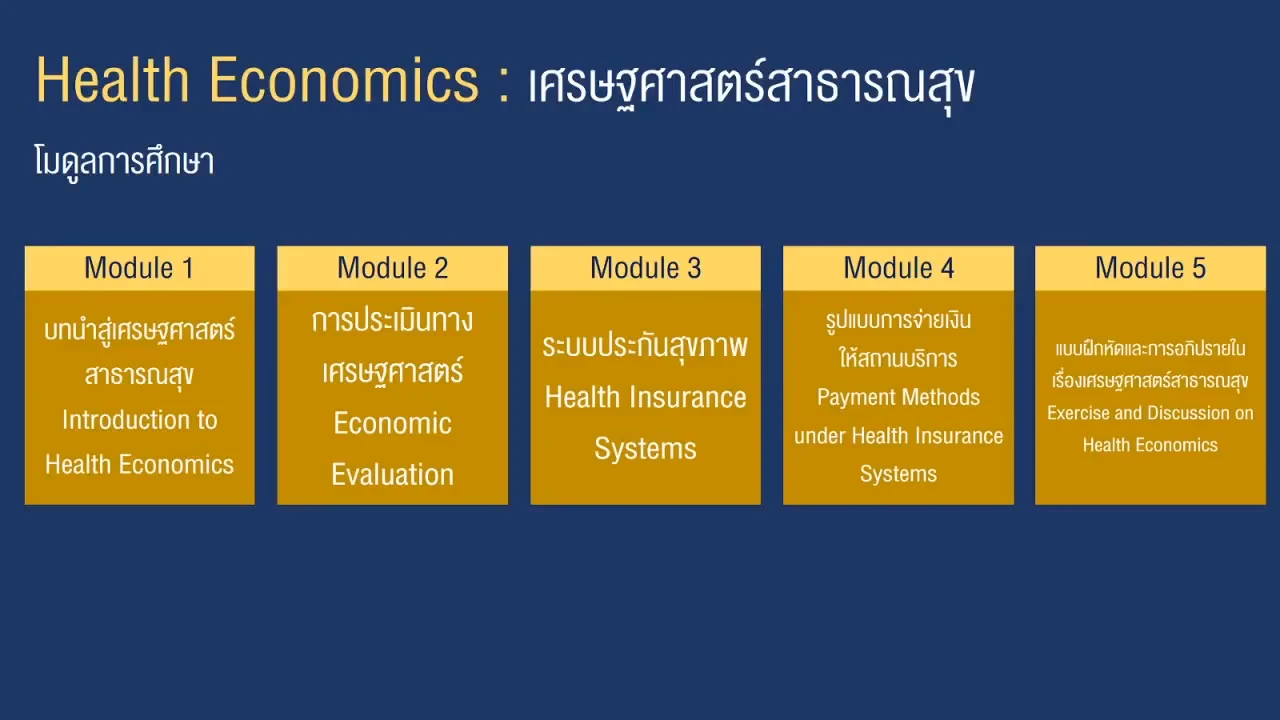 Health Economics : เศรษฐศาสตร์สาธารณสุข
โมดูลการศึกษา
Module 1
บทนำสู่เศรษฐศาสตร์
สาธารณสุข
Introduction to
Health Economics
Module 2
การประเมินทาง
เศรษฐศาสตร์
Economic
Evaluation
Module 3
ระบบประกันสุขภาพ
Health Insurance
Systems
Module 4
รูปแบบการจ่ายเงิน
ให้สถานบริการ
Payment Methods
under Health Insurance
Systems
Module 5
แบบฝึกหัดและการอภิปรายใน
เรื่องเศรษฐศาสตร์สาธารณสุข
Exercise and Discussion on
Health Economics